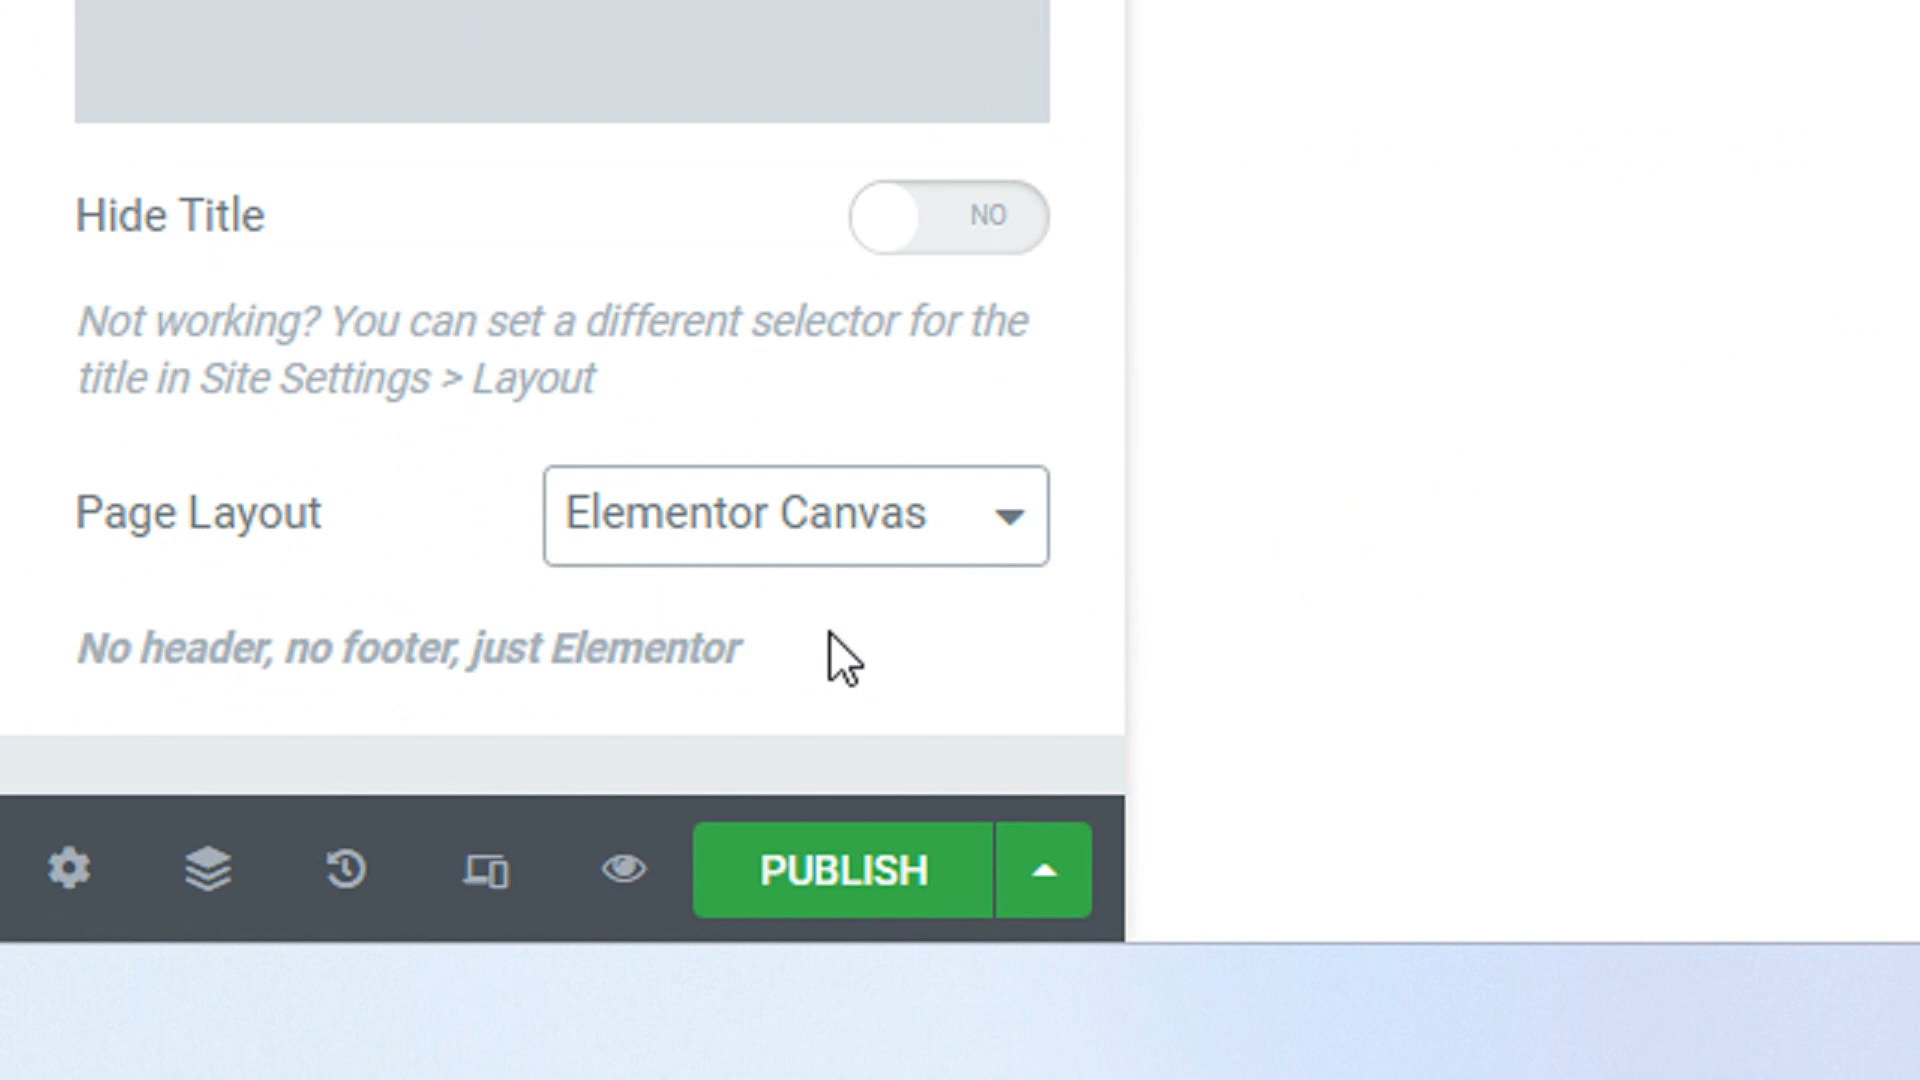 Hide Title
NO
Not working? You can set a different selector for the
title in Site Settings > Layout
Page Layout
Elementor Canvas
No header, no footer, just Elementor
PUBLISH